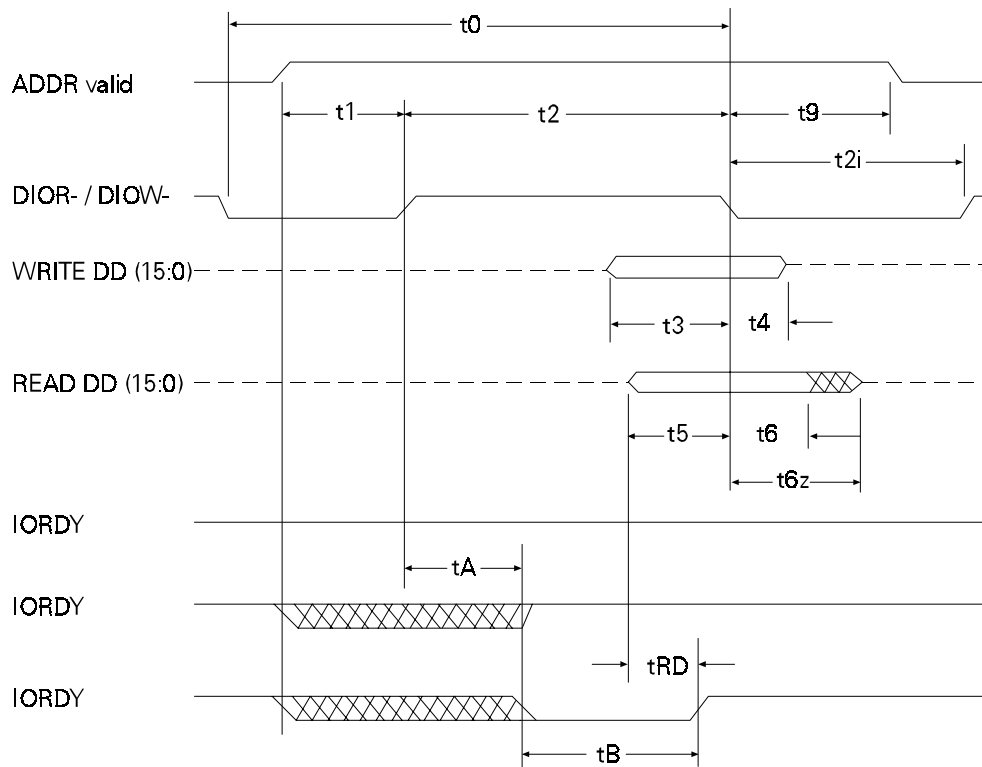 t0
ADDR valid
t1
t2
t9
t2i
DIOR- / DIOW-
WRITE DD (15:0)
t3
t4
READ DD (15:0)
t5
t6
t6z
IORDY
tA
IORDY
tRD
IORDY
tB